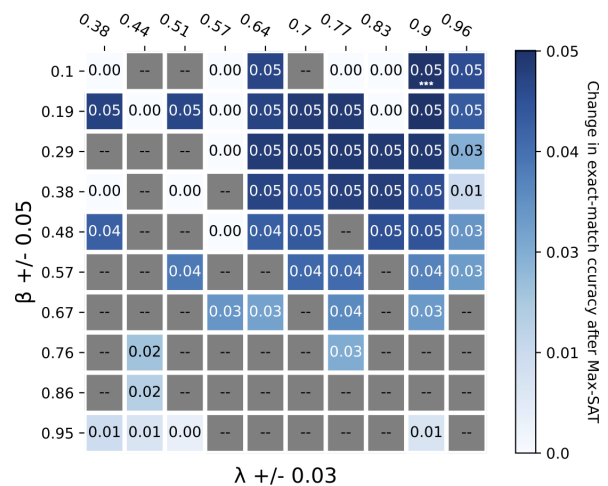 0.38 0.44 0.51 0.57 0.64 0.7 0.77 0.83 0.9 0.96
0.1 0.00 -- -- 0.00 0.05 -- 0.00 0.00 0.05 0.05
***
0.19 0.05 0.00 0.05 0.00 0.05 0.05 0.05 0.00 0.05 0.05
0.29 -- -- -- 0.00 0.05 0.05 0.05 0.05 0.05 0.03
0.38 0.00 -- 0.00 -- 0.05 0.05 0.05 0.05 0.05 0.01
0.48 0.04 -- -- 0.00 0.04 0.05 -- 0.05 0.05 0.03
0.57 -- -- 0.04 -- -- 0.04 0.04 -- 0.04 0.03
0.67 -- -- -- 0.03 0.03 -- 0.04 -- 0.03 --
0.76 -- 0.02 -- -- -- -- 0.03 -- -- --
0.86 -- 0.02 -- -- -- -- -- -- -- --
0.95 0.01 0.01 0.00 -- -- -- -- -- 0.01 --
β +/- 0.05
λ +/- 0.03
0.05
0.04
0.03
0.01
0.0
Change in exact-match ccuracy after Max-SAT